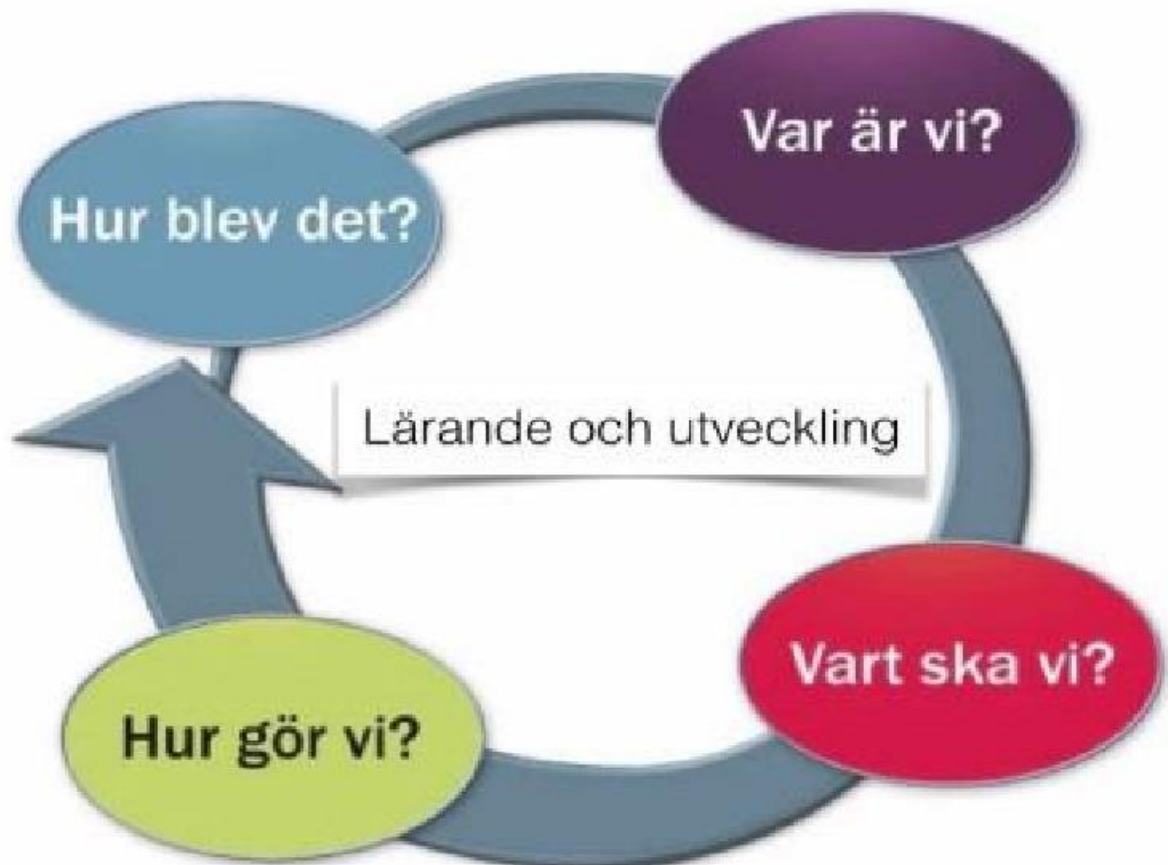 Var är vi?
Hur blev det?
Lärande och utveckling
Vart ska vi?
Hur gör vi?